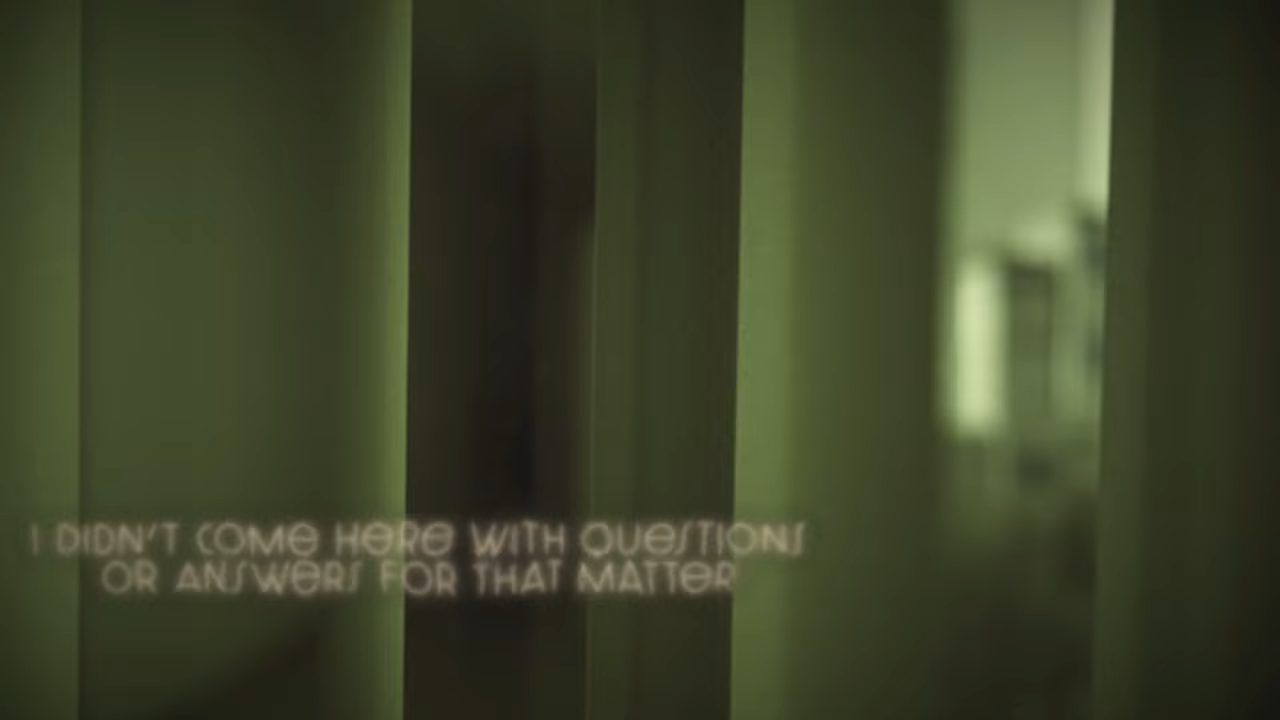 I DIDN'T COME HERE WITH QUESTIONS
OR ANSWERS FOR THAT MATTER